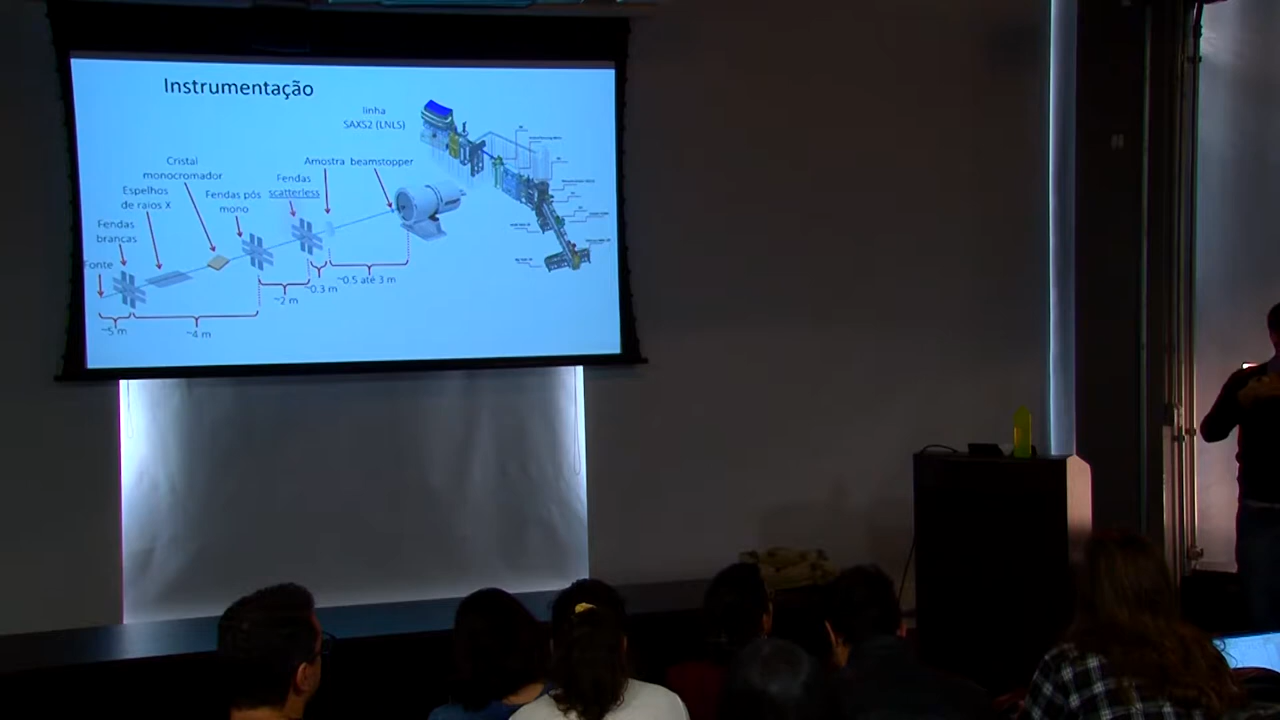 Instrumentação
linha
SAXS2 (LNLS)
Cristal
monocromador
Amostra beamstopper
Espelhos
de raios X
Fendas pós
mono
Fendas
scatterless
Fendas
brancas
Fonte
~5 m
~4 m
~2 m
~0.3 m
~0.5 até 3 m